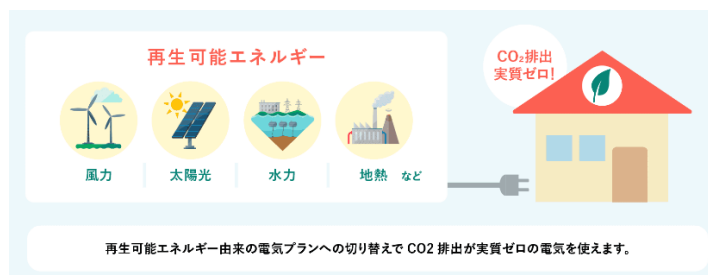 再生可能エネルギー
CO₂排出
実質ゼロ!
風力
太陽光
水力
地熱 など
再生可能エネルギー由来の電気プランへの切り替えで CO2 排出が実質ゼロの電気を使えます。